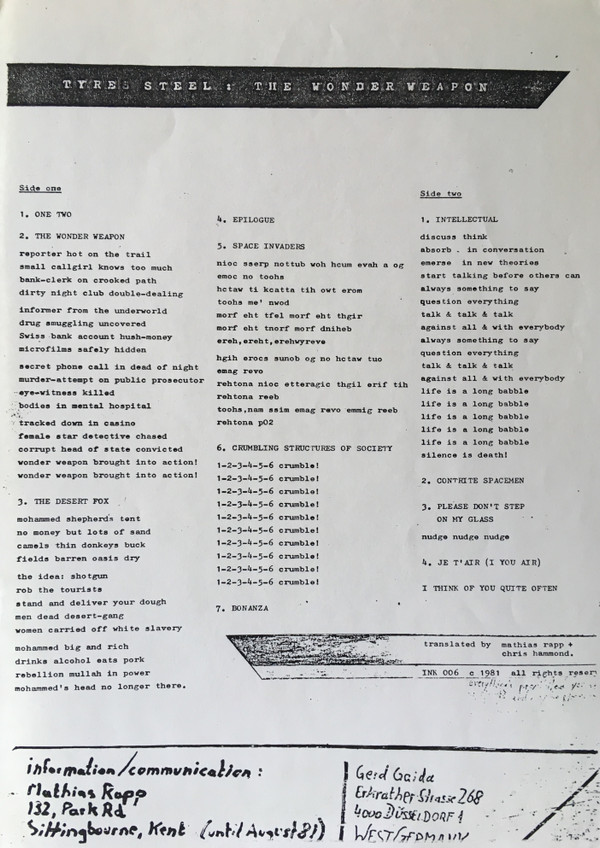 TYRES STEEL : THE WONDER WEAPON
Side one
1. ONE TWO
2. THE WONDER WEAPON
reporter hot on the trail
small callgirl knows too much
bank-clerk on crooked path
dirty night club double-dealing
informer from the underworld
drug smuggling uncovered
Swiss bank account hush-money
microfilms safely hidden
secret phone call in dead of night
murder-attempt on public prosecutor
eye-witness killed
bodies in mental hospital
tracked down in casino
female star detective chased
corrupt head of state convicted
wonder weapon brought into action!
wonder weapon brought into action!
3. THE DESERT FOX
mohammed shepherds tent
no money but lots of sand
camels thin donkeys buck
fields barren oasis dry
the idea: shotgun
rob the tourists
stand and deliver your dough
men dead desert-gang
women carried off white slavery
mohammed big and rich
drinks alcohol eats pork
rebellion mullah in power
mohammed's head no longer there.
4. EPILOGUE
5. SPACE INVADERS
nioc sserp nottub woh hcum evah a og
emoc no toohs
hctaw ti kcatta tih owt erom
toohs me' nwod
morf eht tfel morf eht thgir
morf eht tnorf morf dniheb
ereh,ereht,erehwyreve
hgih erocs sunob og no hctaw tuo
emag revo
rehtona nioc etteragic thgil erif tih
rehtona reeb
toohs,nam ssim emag revo emmig reeb
rehtona p02
6. CRUMBLING STRUCTURES OF SOCIETY
1-2-3-4-5-6 crumble!
1-2-3-4-5-6 crumble!
1-2-3-4-5-6 crumble!
1-2-3-4-5-6 crumble!
1-2-3-4-5-6 crumble!
1-2-3-4-5-6 crumble!
1-2-3-4-5-6 crumble!
1-2-3-4-5-6 crumble!
1-2-3-4-5-6 crumble!
1-2-3-4-5-6 crumble!
7. BONANZA
Side two
1. INTELLECTUAL
discuss think
absorb . in conversation
emerse in new theories
start talking before others can
always something to say
question everything
talk & talk & talk
against all & with everybody
always something to say
question everything
talk & talk & talk
against all & with everybody
life is a long babble
life is a long babble
life is a long babble
life is a long babble
life is a long babble
silence is death!
2. CONTRITE SPACEMEN
3. PLEASE DON'T STEP
ON MY GLASS
nudge nudge nudge
4. JE T'AIR (I YOU AIR)
I THINK OF YOU QUITE OFTEN
translated by mathias rapp +
chris hammond.
INK 006 c 1981 all rights reser
information/communication :
Mathias Rapp
132, Park Rd
Sittingbourne, Kent (until August 81)
Gerd Gaida
Erkrather Strasse 268
4000 DÜSSELDORF 1
WEST/GERMANY